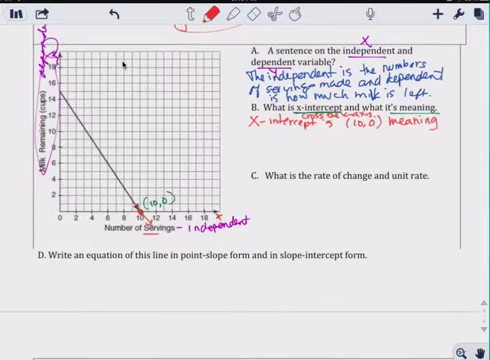 x
A. A sentence on the independent and
dependent variable?
The independent is the numbers
of servings made and dependent
is how much milk is left.
B. What is x-intercept and what it's meaning.
cross the x-axis.
X-intercept is (10,0) meaning
C. What is the rate of change and unit rate.
Milk Remaining (cups)
18
16
14
12
10
8
6
4
2
(10,0)
0 2 4 6 8 10 12 14 16 18 x
Number of Servings - independent
D. Write an equation of this line in point-slope form and in slope-intercept form.